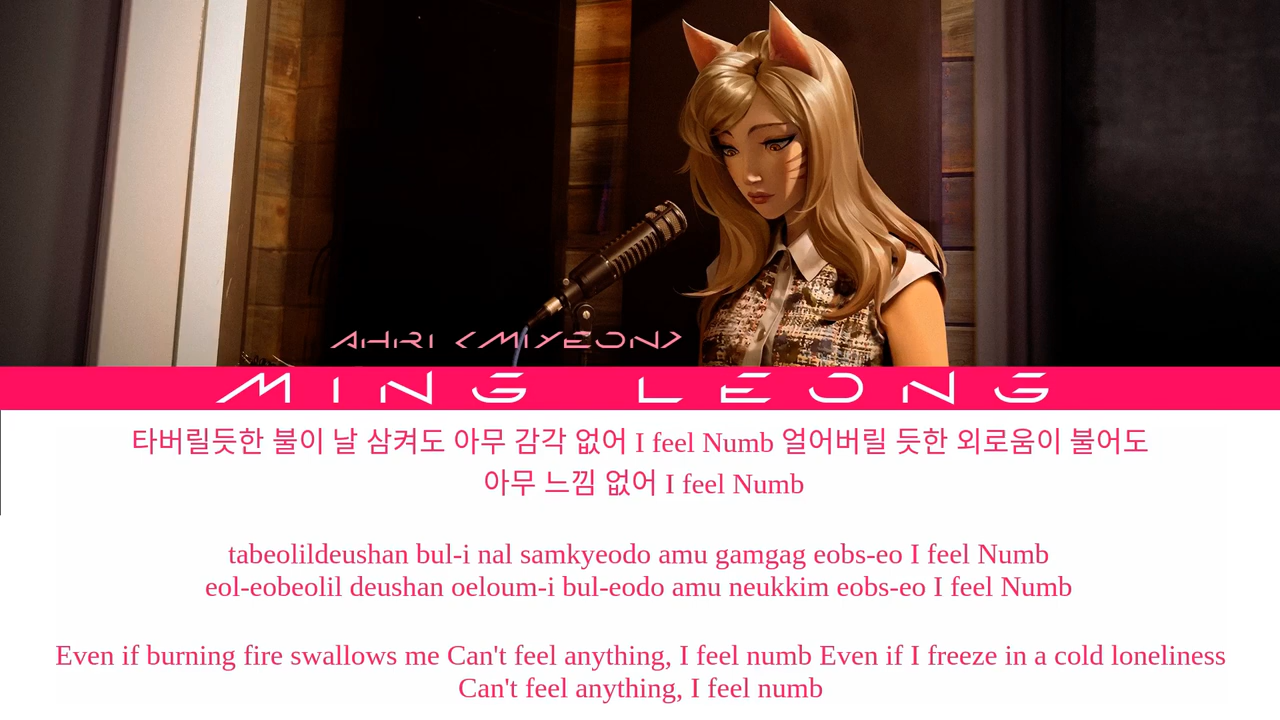 AHRI <MIYEON>
MING LEONG
타버릴듯한 불이 날 삼켜도 아무 감각 없어 I feel Numb 얼어버릴 듯한 외로움이 불어도
아무 느낌 없어 I feel Numb
tabeolildeushan bul-i nal samkyeodo amu gamgag eobs-eo I feel Numb
eol-eobeolil deushan oeloum-i bul-eodo amu neukkim eobs-eo I feel Numb
Even if burning fire swallows me Can't feel anything, I feel numb Even if I freeze in a cold loneliness
Can't feel anything, I feel numb